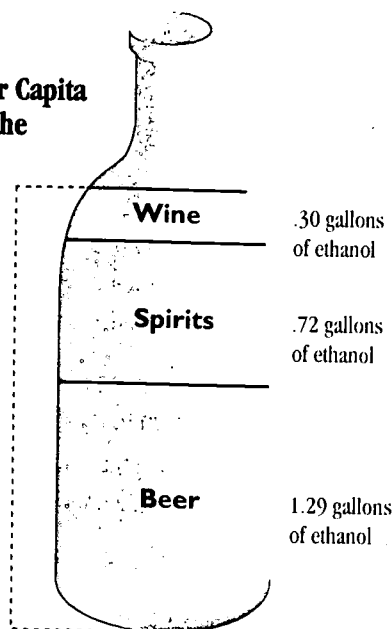 r Capita
he
Wine
.30 gallons
of ethanol
Spirits
.72 gallons
of ethanol
Beer
1.29 gallons
of ethanol